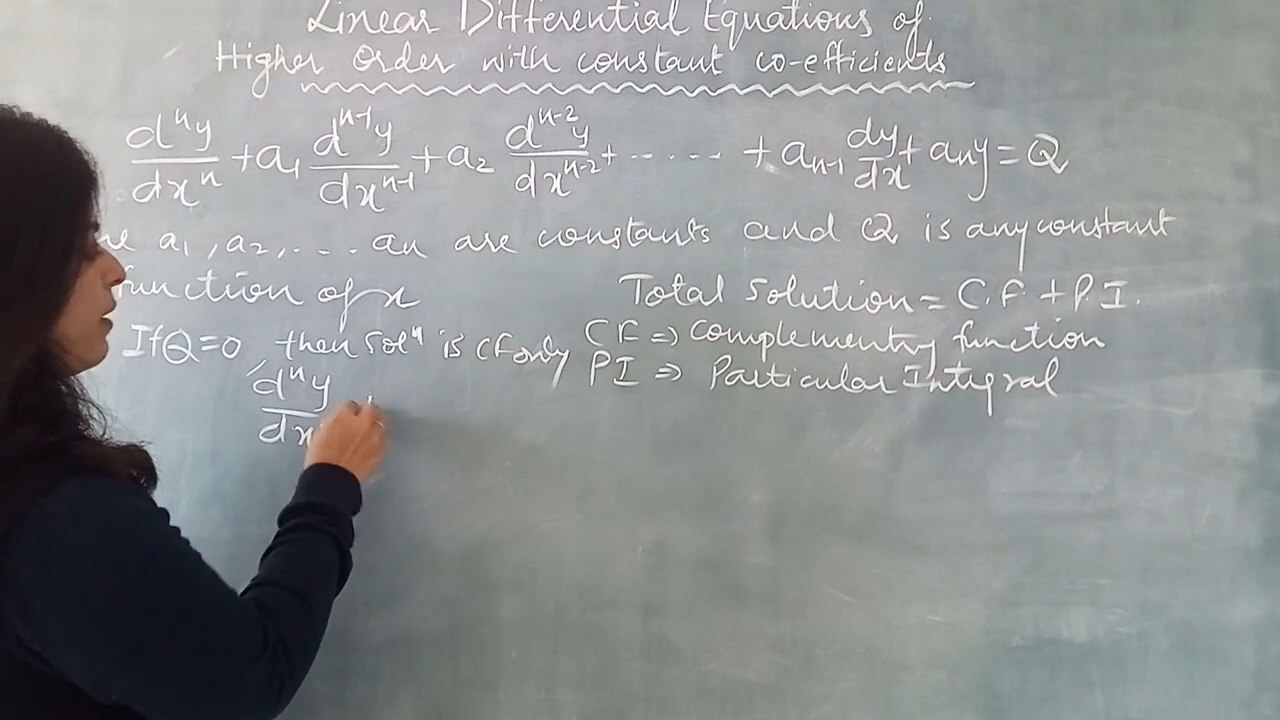 Linear Differential Equations of
Higher Order with constant co-efficients
dⁿy/dxⁿ + a₁ dⁿ⁻¹y/dxⁿ⁻¹ + a₂ dⁿ⁻²y/dxⁿ⁻² + ...... + aₙ₋₁ dy/dx + aₙy = Q
a₁, a₂, .... aₙ are constants and Q is any constant
function of x
Total Solution = C.F. + P.I.
If Q=0, then solⁿ is CF only
CF => Complementry function
PI => Particular Integral
dⁿy/dx